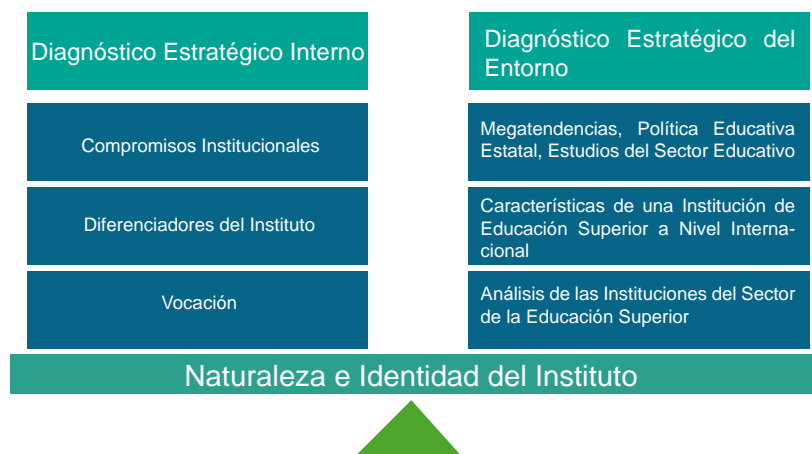 Diagnóstico Estratégico Interno
Compromisos Institucionales
Diferenciadores del Instituto
Vocación
Diagnóstico Estratégico del
Entorno
Megatendencias, Política Educativa
Estatal, Estudios del Sector Educativo
Características de una Institución de
Educación Superior a Nivel Interna-
cional
Análisis de las Instituciones del Sector
de la Educación Superior
Naturaleza e Identidad del Instituto